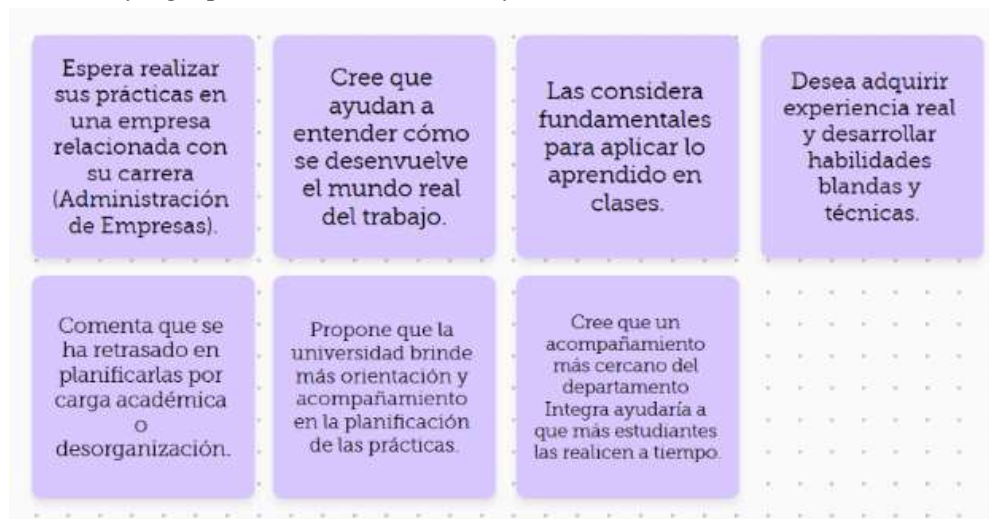 Espera realizar
sus prácticas en
una empresa
relacionada con
su carrera
(Administración
de Empresas).
Cree que
ayudan a
entender cómo
se desenvuelve
el mundo real
del trabajo.
Las considera
fundamentales
para aplicar lo
aprendido en
clases.
Desea adquirir
experiencia real
y desarrollar
habilidades
blandas y
técnicas.
Comenta que se
ha retrasado en
planificarlas por
carga académica
o
desorganización.
Propone que la
universidad brinde
más orientación y
acompañamiento
en la planificación
de las prácticas.
Cree que un
acompañamiento
más cercano del
departamento
Integra ayudaría a
que más estudiantes
las realicen a tiempo.